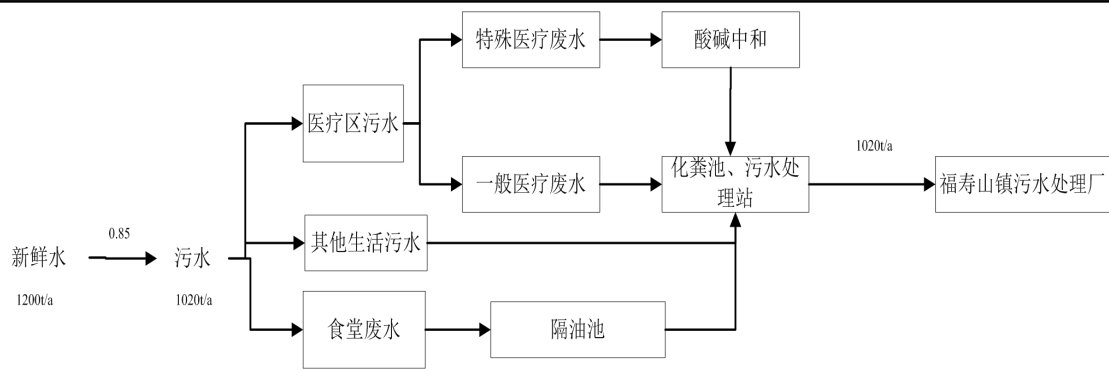 特殊医疗废水
酸碱中和
医疗区污水
一般医疗废水
化粪池、污水处
理站
1020t/a
福寿山镇污水处理厂
其他生活污水
0.85
新鲜水
污水
1200t/a
1020t/a
食堂废水
隔油池